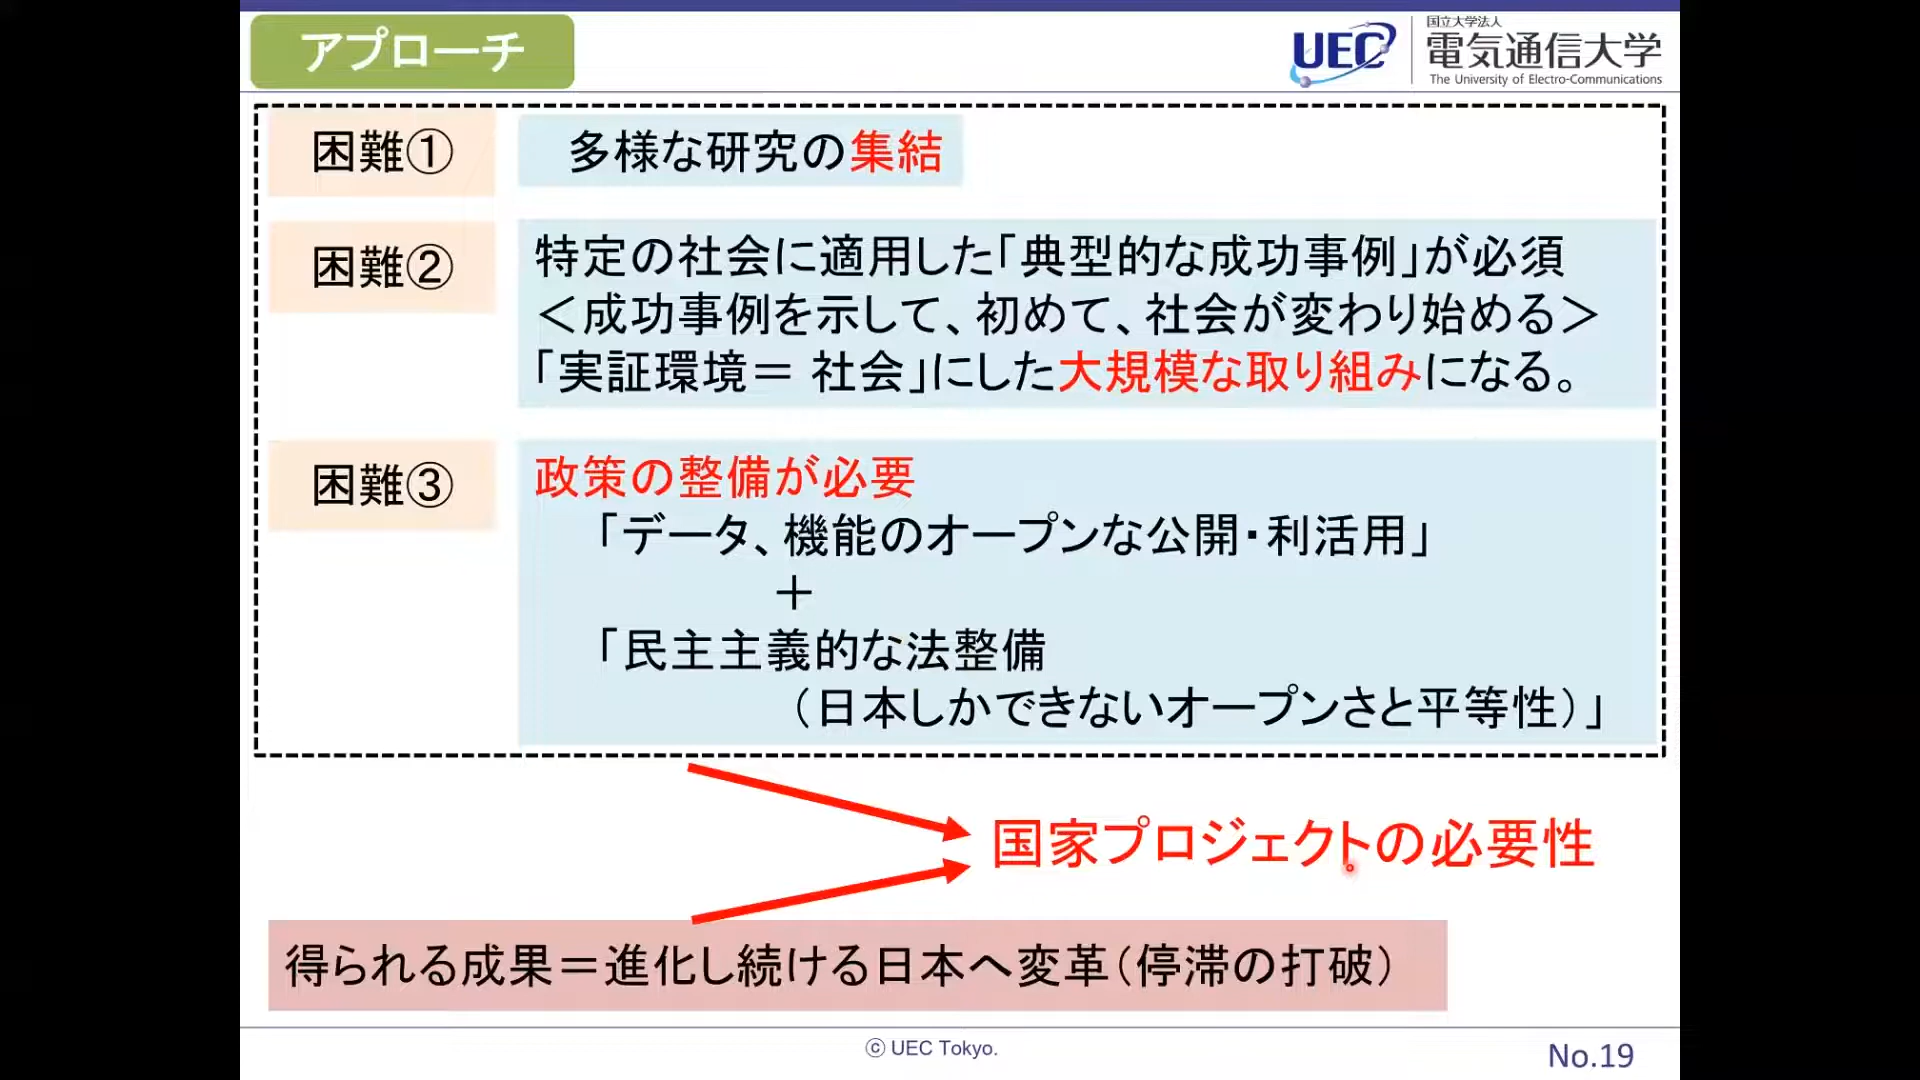 アプローチ
UEC
国立大学法人
電気通信大学
The University of Electro-Communications
困難①
多様な研究の集結
困難②
特定の社会に適用した「典型的な成功事例」が必須
＜成功事例を示して、初めて、社会が変わり始める＞
「実証環境＝ 社会」にした大規模な取り組みになる。
困難③
政策の整備が必要
「データ、機能のオープンな公開・利活用」
＋
「民主主義的な法整備
（日本しかできないオープンさと平等性）」
国家プロジェクトの必要性
得られる成果＝進化し続ける日本へ変革（停滞の打破）
ⓒ UEC Tokyo.
No.19